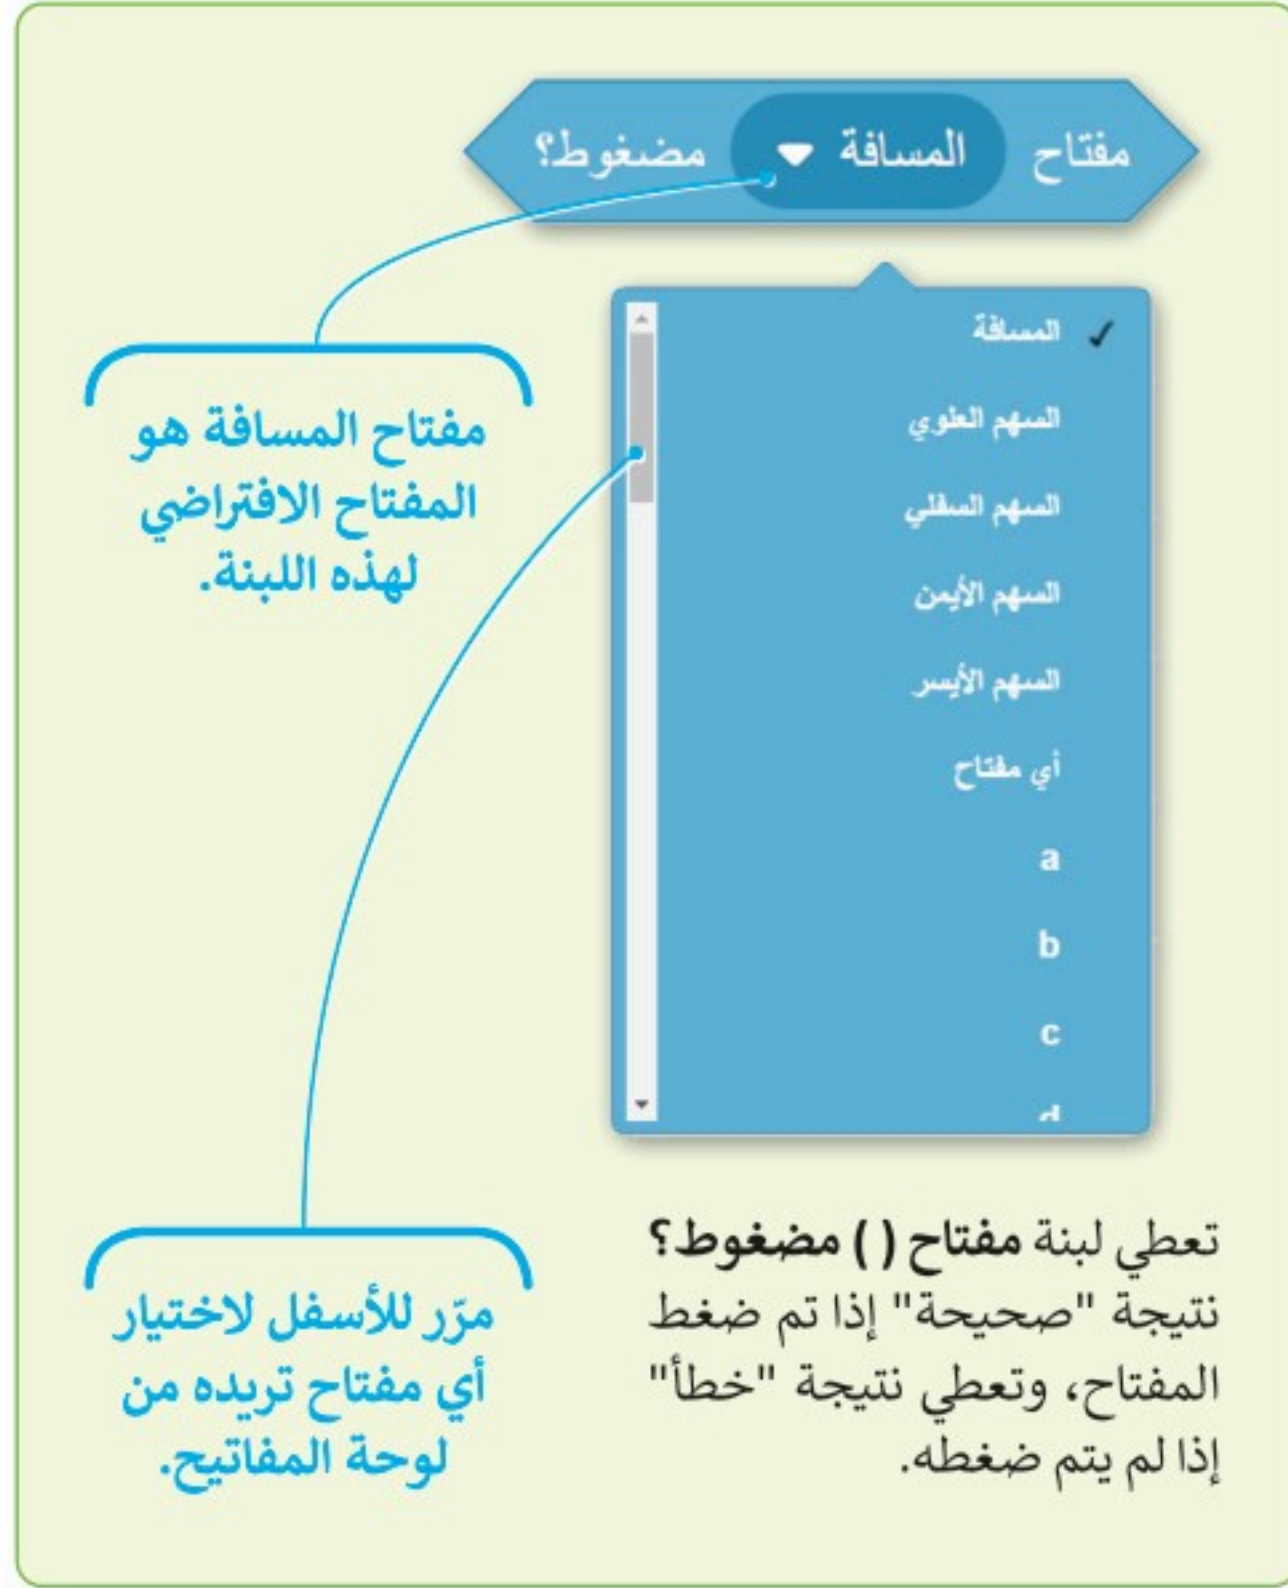 مفتاح المسافة مضغوط؟
المسافة
السهم العلوي
السهم السفلي
السهم الأيمن
السهم الأيسر
أي مفتاح
a
b
c
d
مفتاح المسافة هو
المفتاح الافتراضي
لهذه اللبنة.
تعطي لبنة مفتاح ( ) مضغوط؟
نتيجة "صحيحة" إذا تم ضغط
المفتاح، وتعطي نتيجة "خطأ"
إذا لم يتم ضغطه.
مرّر للأسفل لاختيار
أي مفتاح تريده من
لوحة المفاتيح.